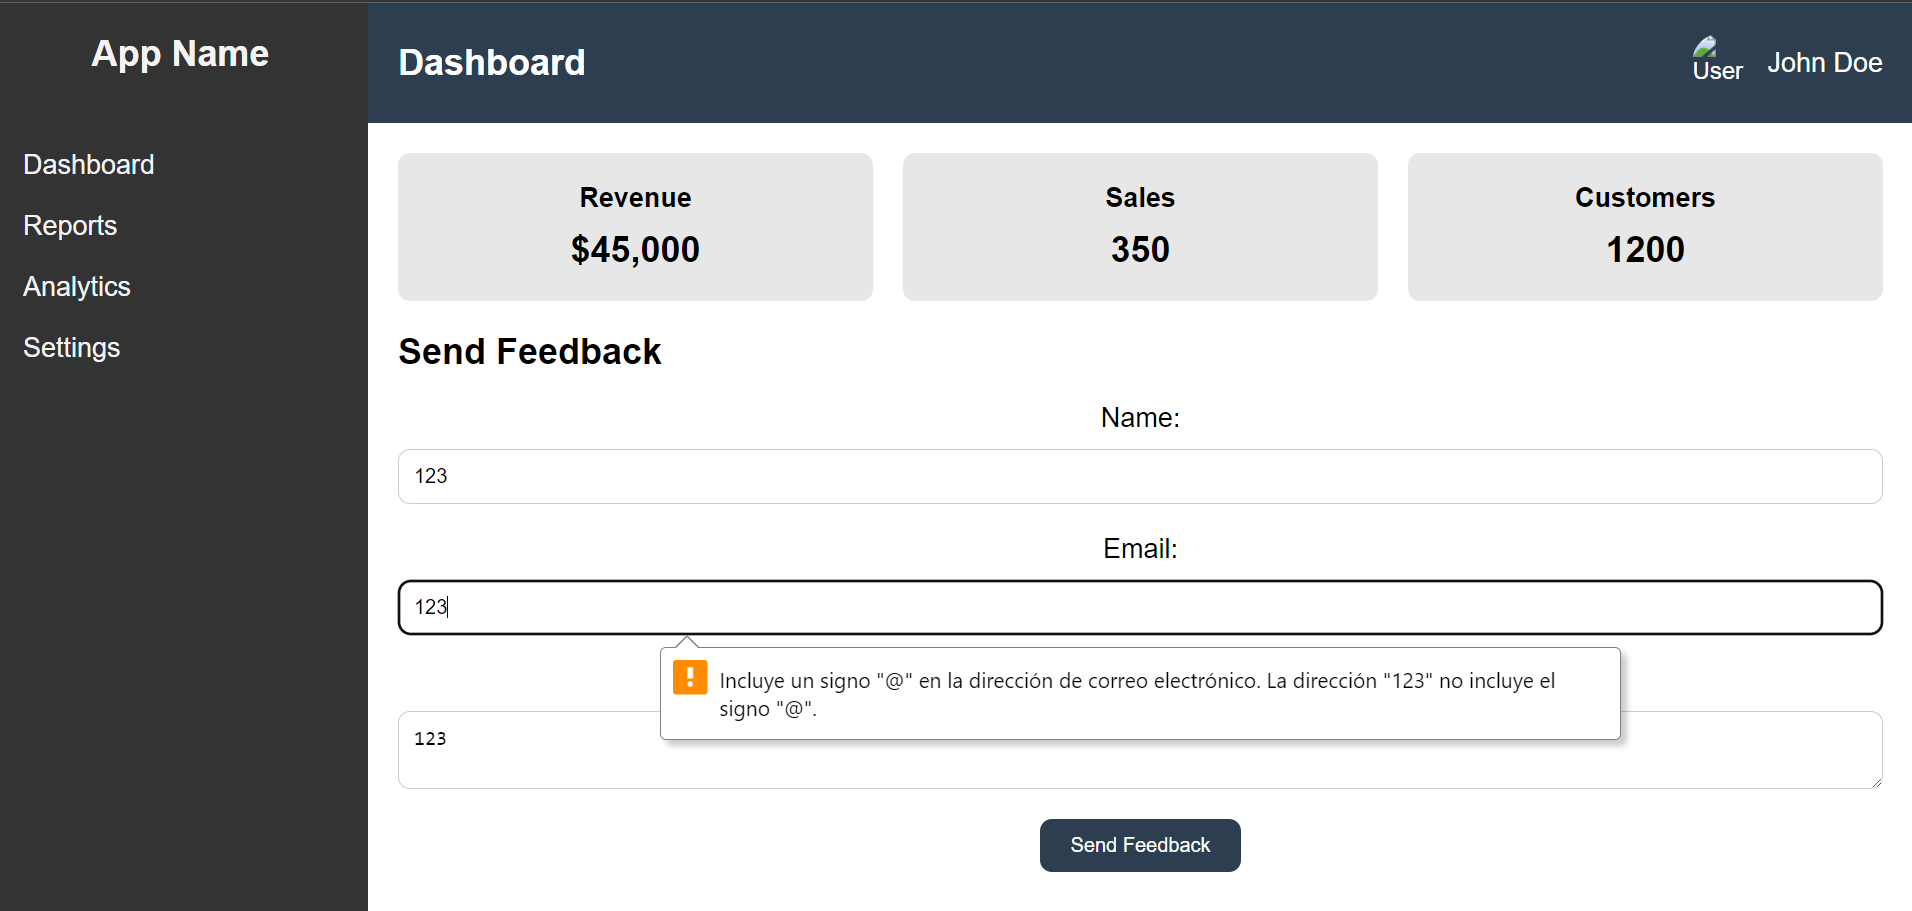 App Name
Dashboard
Reports
Analytics
Settings
Dashboard
User
John Doe
Revenue
$45,000
Sales
350
Customers
1200
Send Feedback
Name:
123
Email:
123
Incluye un signo "@" en la dirección de correo electrónico. La dirección "123" no incluye el
signo "@".
123
Send Feedback